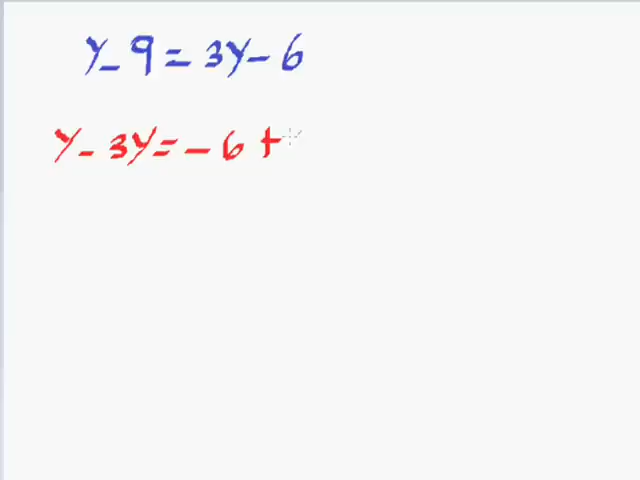 y - 9 = 3y - 6
y - 3y = - 6 +